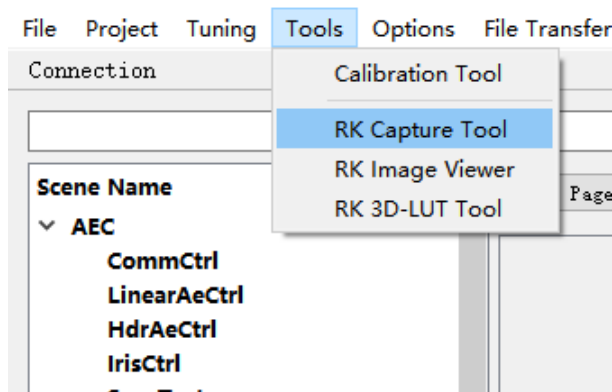 File Project Tuning Tools Options File Transfer
Connection
Calibration Tool
RK Capture Tool
RK Image Viewer
RK 3D-LUT Tool
Page
Scene Name
AEC
CommCtrl
LinearAeCtrl
HdrAeCtrl
IrisCtrl